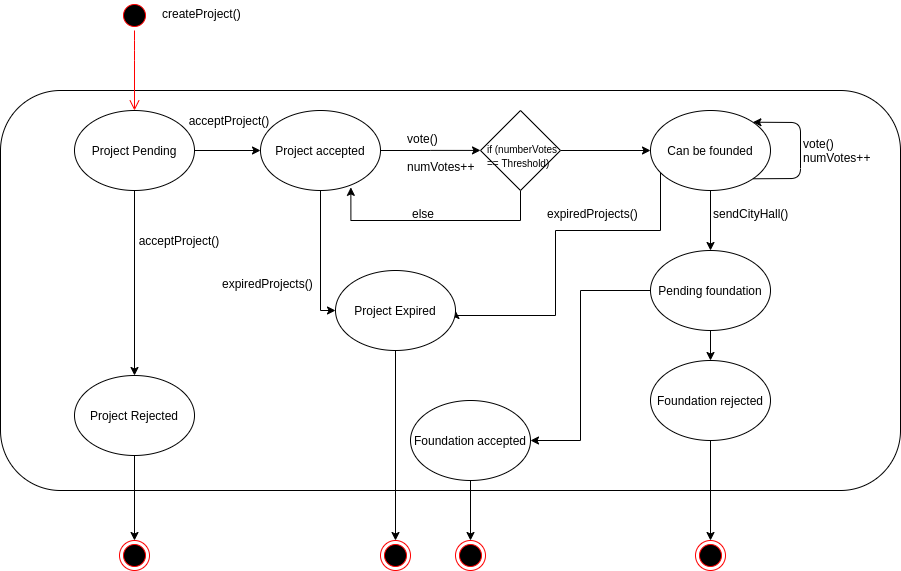 createProject()
acceptProject()
Project Pending
Project accepted
vote()
numVotes++
if (numberVotes
== Threshold)
Can be founded
vote()
numVotes++
else
expiredProjects()
sendCityHall()
acceptProject()
expiredProjects()
Project Expired
Pending foundation
Project Rejected
Foundation accepted
Foundation rejected